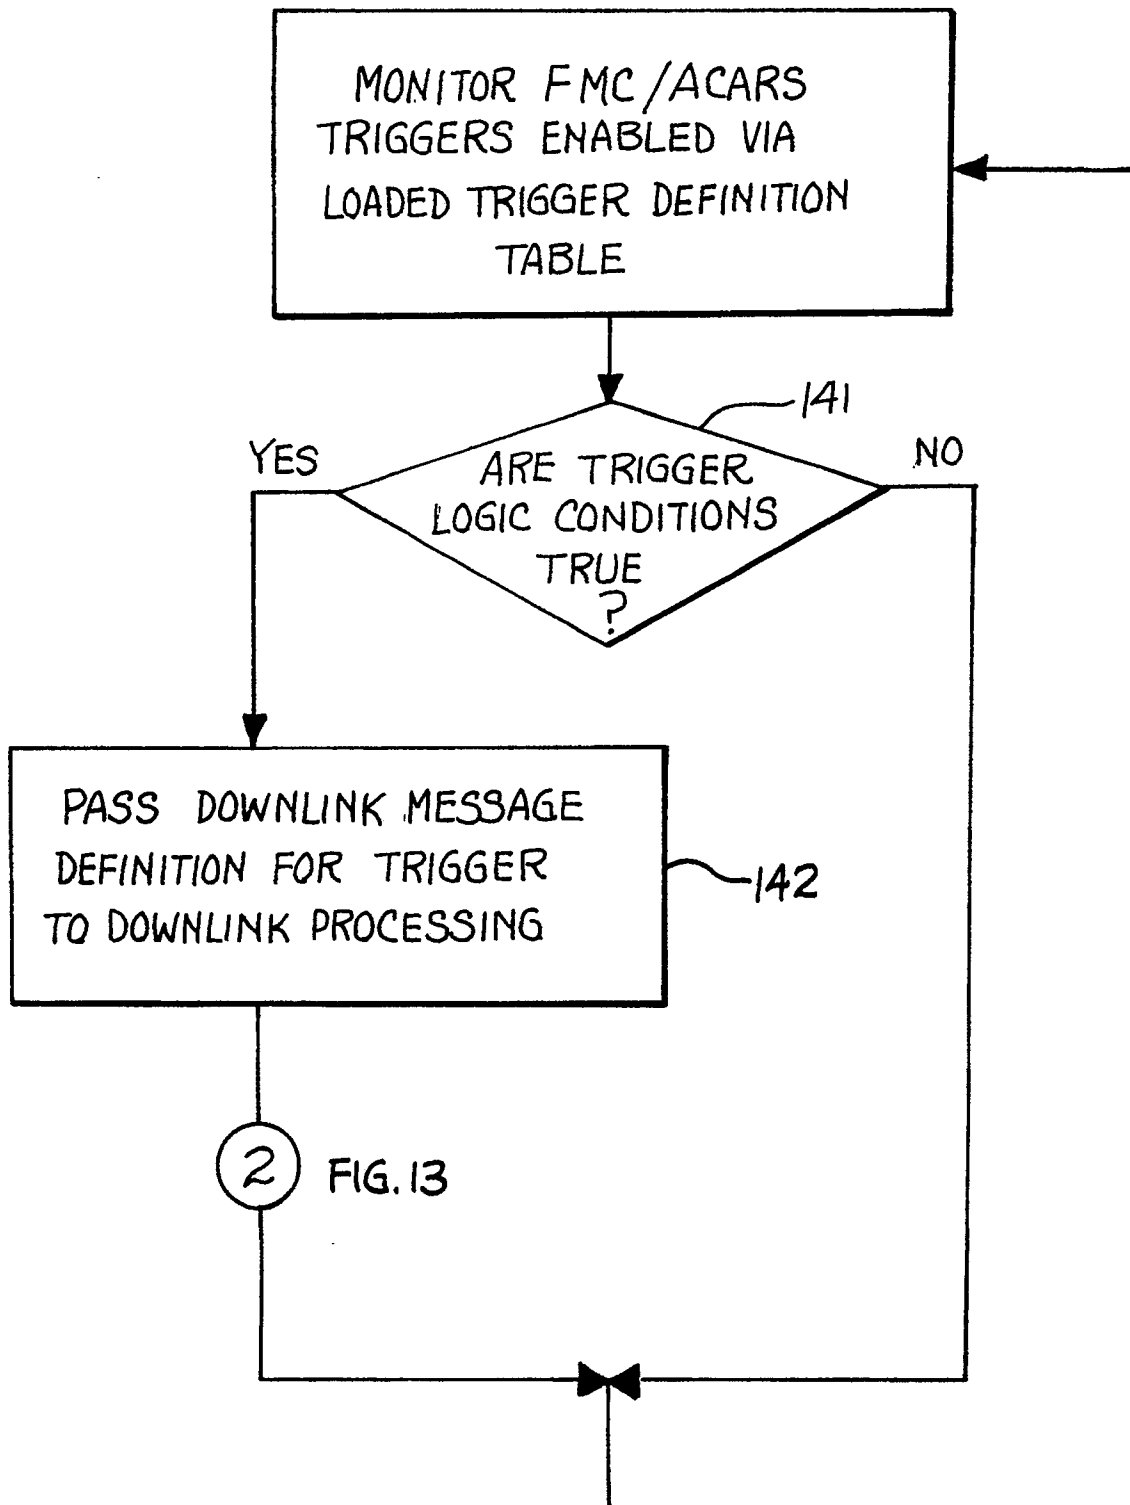 MONITOR FMC/ACARS
TRIGGERS ENABLED VIA
LOADED TRIGGER DEFINITION
TABLE
141
YES
NO
ARE TRIGGER
LOGIC CONDITIONS
TRUE
?
PASS DOWNLINK MESSAGE
DEFINITION FOR TRIGGER
TO DOWNLINK PROCESSING
142
2 FIG. 13